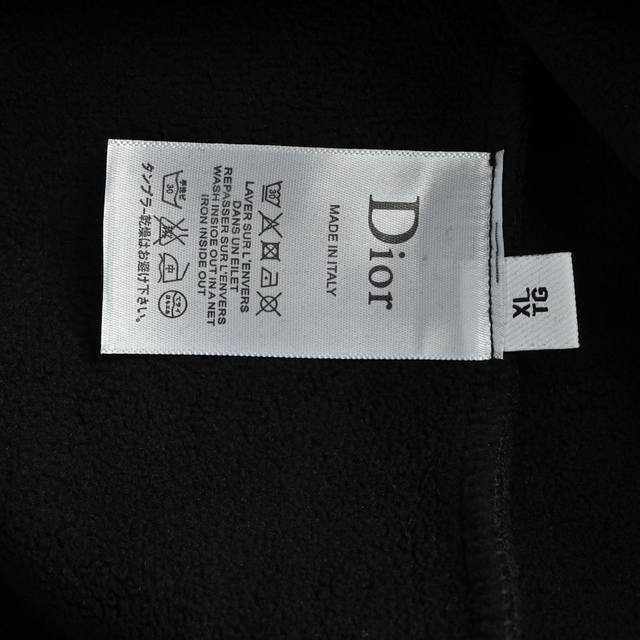 Dior
MADE IN ITALY
LAVER SUR L'ENVERS
DANS UN FILET
REPASSER SUR L'ENVERS
WASH INSIDE OUT IN A NET
IRON INSIDE OUT
30
タンブラー乾燥はお避け下さい。
TG
XL